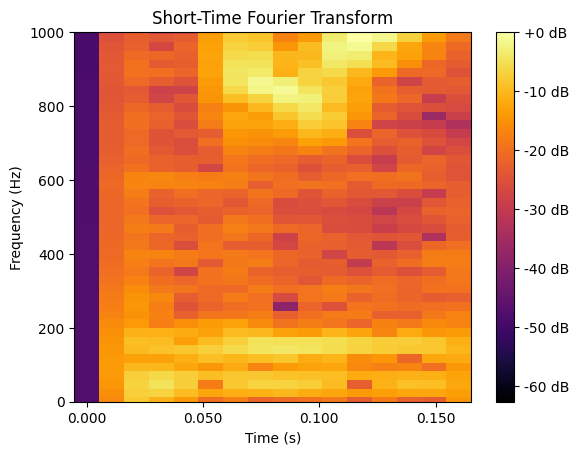 Short-Time Fourier Transform
1000
800
600
400
200
0
Frequency (Hz)
0.000
0.050
0.100
0.150
Time (s)
+0 dB
-10 dB
-20 dB
-30 dB
-40 dB
-50 dB
-60 dB